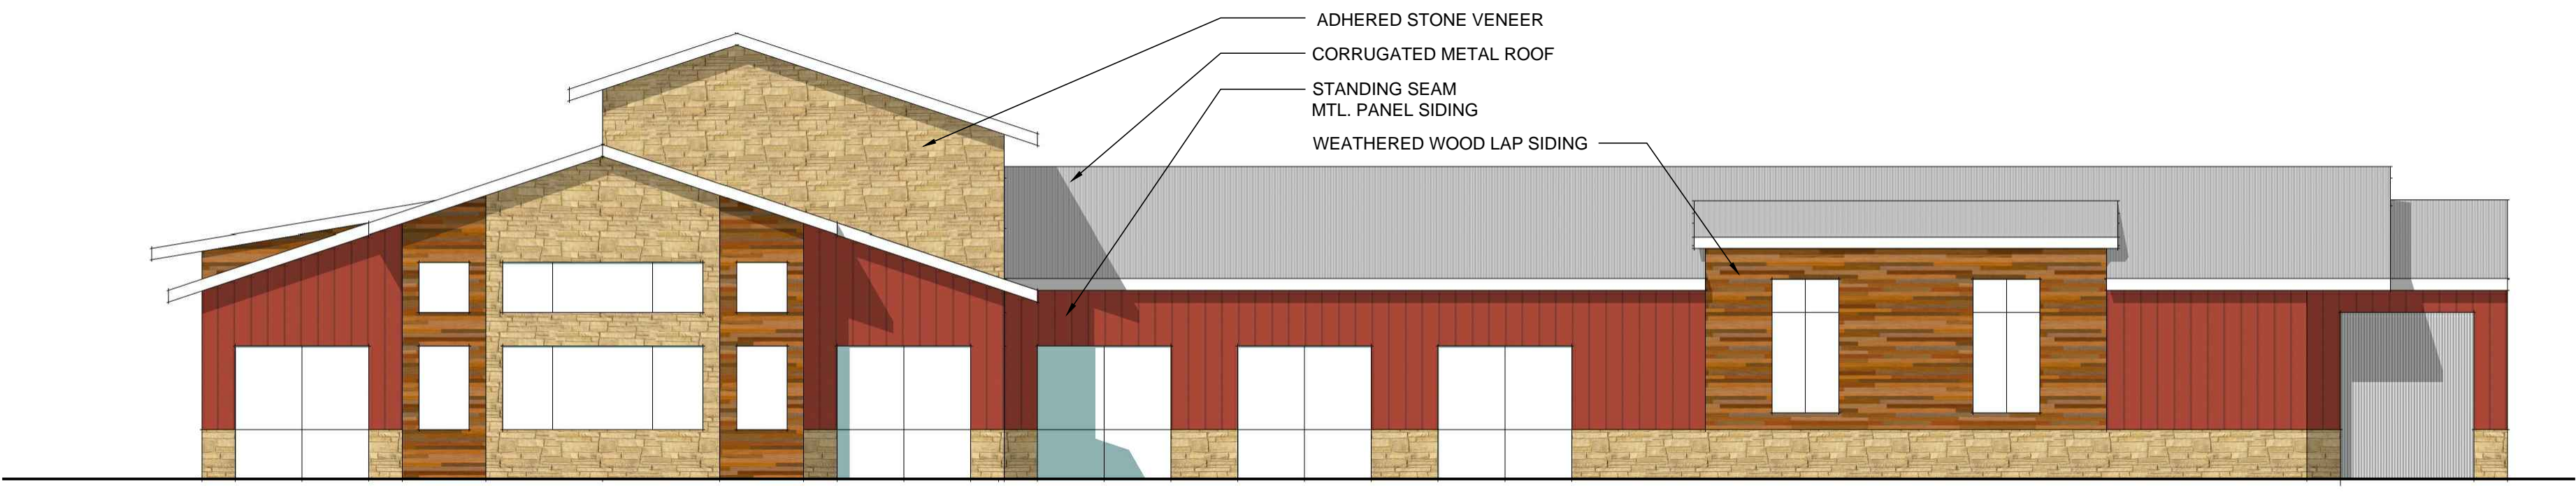 ADHERED STONE VENEER
CORRUGATED METAL ROOF
STANDING SEAM
MTL. PANEL SIDING
WEATHERED WOOD LAP SIDING